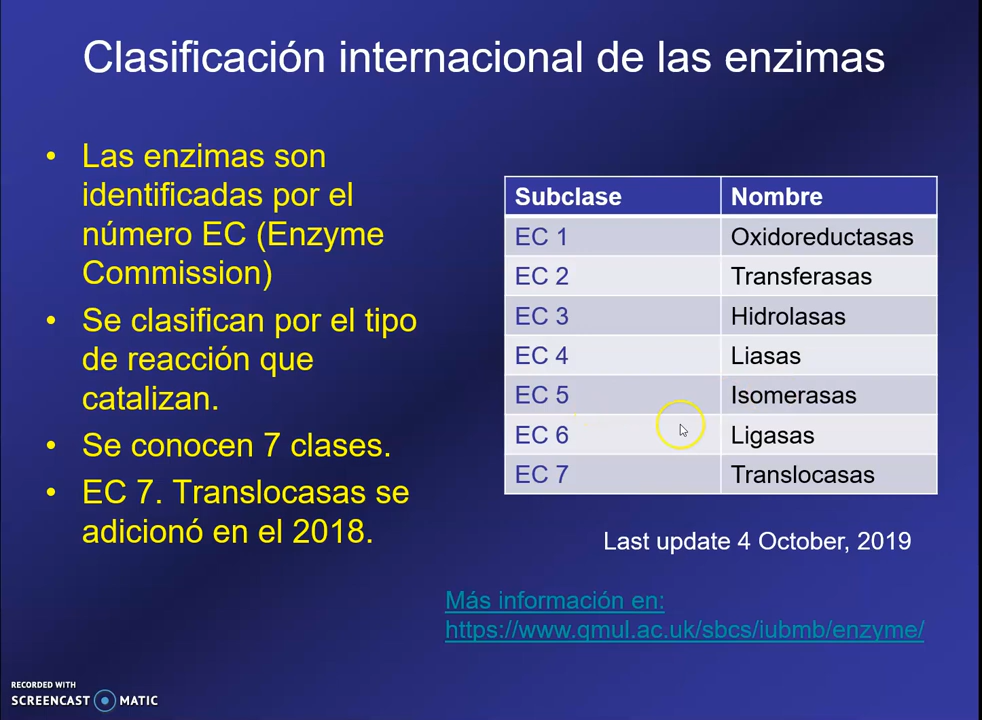 Clasificación internacional de las enzimas
• Las enzimas son
identificadas por el
número EC (Enzyme
Commission)
• Se clasifican por el tipo
de reacción que
catalizan.
• Se conocen 7 clases.
• EC 7. Translocasas se
adicionó en el 2018.
Subclase Nombre
EC 1 Oxidoreductasas
EC 2 Transferasas
EC 3 Hidrolasas
EC 4 Liasas
EC 5 Isomerasas
EC 6 Ligasas
EC 7 Translocasas
Last update 4 October, 2019
Más información en:
https://www.qmul.ac.uk/sbcs/iubmb/enzyme/
RECORDED WITH
SCREENCAST MATIC